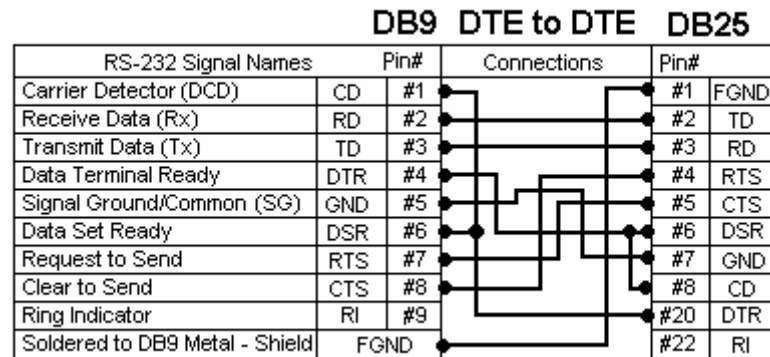 DB9 DTE to DTE DB25
RS-232 Signal Names Pin# Connections Pin#
Carrier Detector (DCD) CD #1 #1 FGND
Receive Data (Rx) RD #2 #2 TD
Transmit Data (Tx) TD #3 #3 RD
Data Terminal Ready DTR #4 #4 RTS
Signal Ground/Common (SG) GND #5 #5 CTS
Data Set Ready DSR #6 #6 DSR
Request to Send RTS #7 #7 GND
Clear to Send CTS #8 #8 CD
Ring Indicator RI #9 #20 DTR
Soldered to DB9 Metal - Shield FGND #22 RI